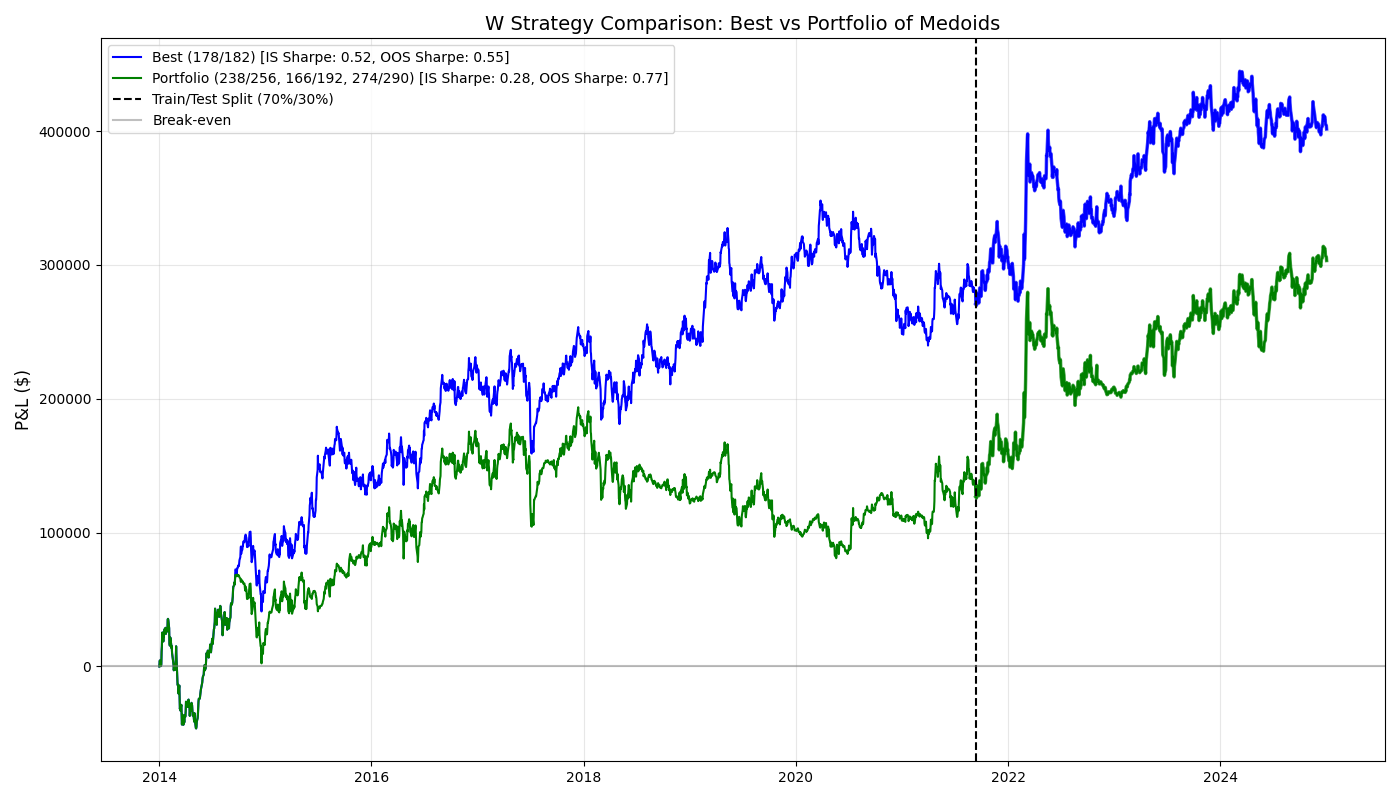 W Strategy Comparison: Best vs Portfolio of Medoids
Best (178/182) [IS Sharpe: 0.52, OOS Sharpe: 0.55]
Portfolio (238/256, 166/192, 274/290) [IS Sharpe: 0.28, OOS Sharpe: 0.77]
Train/Test Split (70%/30%)
Break-even
P&L ($)
400000
300000
200000
100000
0
2014
2016
2018
2020
2022
2024